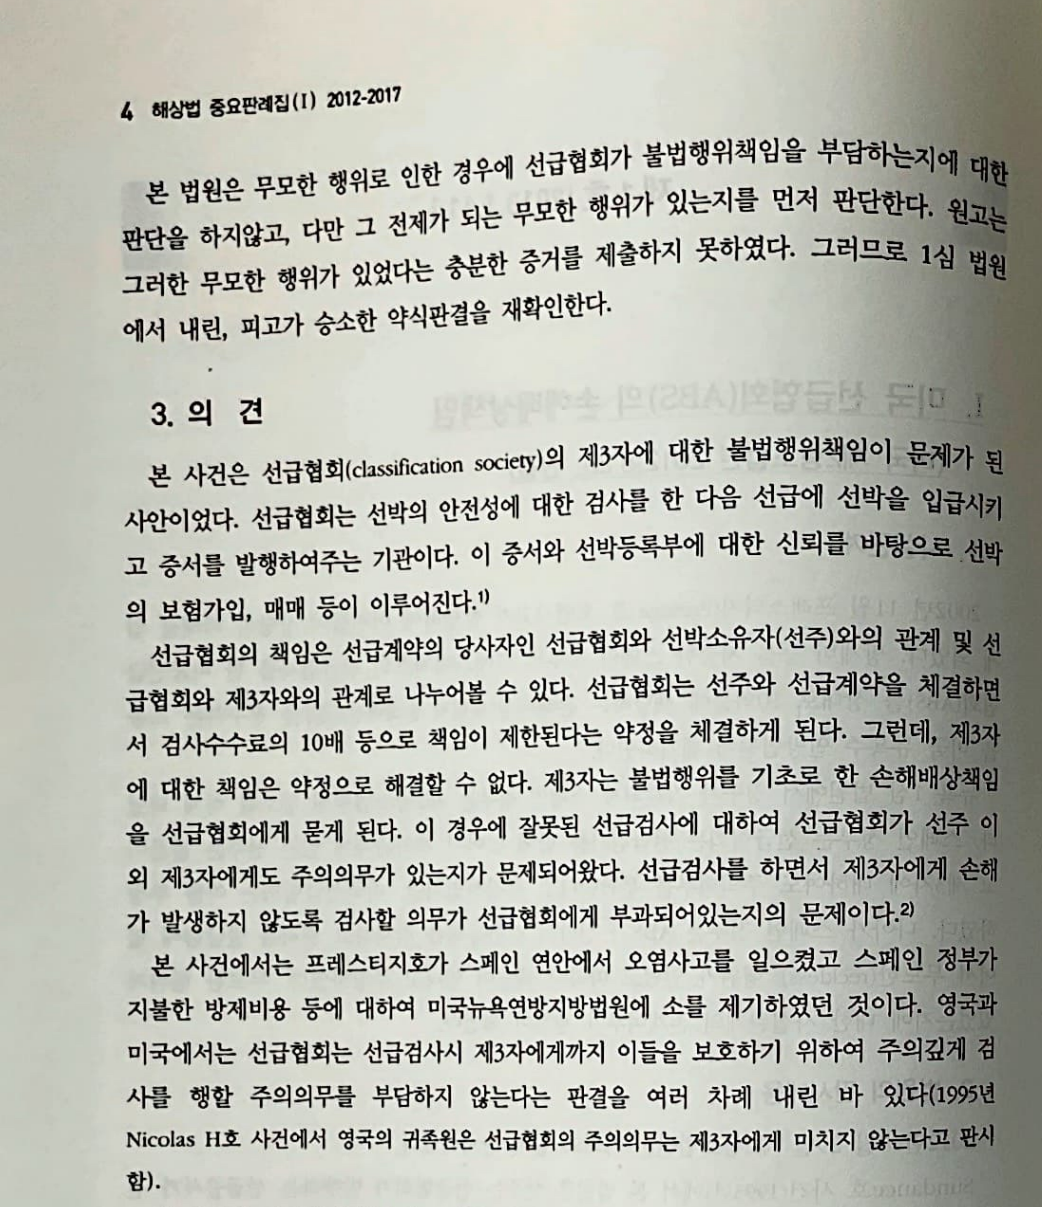 4 해상법 중요판례집(Ⅰ) 2012-2017
본 법원은 무모한 행위로 인한 경우에 선급협회가 불법행위책임을 부담하는지에 대한
판단을 하지않고, 다만 그 전제가 되는 무모한 행위가 있는지를 먼저 판단한다. 원고는
그러한 무모한 행위가 있었다는 충분한 증거를 제출하지 못하였다. 그러므로 1심 법원
에서 내린, 피고가 승소한 약식판결을 재확인한다.
3. 의 견
본 사건은 선급협회(classification society)의 제3자에 대한 불법행위책임이 문제가 된
사안이었다. 선급협회는 선박의 안전성에 대한 검사를 한 다음 선급에 선박을 입급시키
고 증서를 발행하여주는 기관이다. 이 증서와 선박등록부에 대한 신뢰를 바탕으로 선박
의 보험가입, 매매 등이 이루어진다.1)
선급협회의 책임은 선급계약의 당사자인 선급협회와 선박소유자(선주)와의 관계 및 선
급협회와 제3자와의 관계로 나누어볼 수 있다. 선급협회는 선주와 선급계약을 체결하면
서 검사수수료의 10배 등으로 책임이 제한된다는 약정을 체결하게 된다. 그런데, 제3자
에 대한 책임은 약정으로 해결할 수 없다. 제3자는 불법행위를 기초로 한 손해배상책임
을 선급협회에게 묻게 된다. 이 경우에 잘못된 선급검사에 대하여 선급협회가 선주 이
외 제3자에게도 주의의무가 있는지가 문제되어왔다. 선급검사를 하면서 제3자에게 손해
가 발생하지 않도록 검사할 의무가 선급협회에게 부과되어있는지의 문제이다.2)
본 사건에서는 프레스티지호가 스페인 연안에서 오염사고를 일으켰고 스페인 정부가
지불한 방제비용 등에 대하여 미국뉴욕연방지방법원에 소를 제기하였던 것이다. 영국과
미국에서는 선급협회는 선급검사시 제3자에게까지 이들을 보호하기 위하여 주의깊게 검
사를 행할 주의의무를 부담하지 않는다는 판결을 여러 차례 내린 바 있다(1995년
Nicolas H호 사건에서 영국의 귀족원은 선급협회의 주의의무는 제3자에게 미치지 않는다고 판시
함).